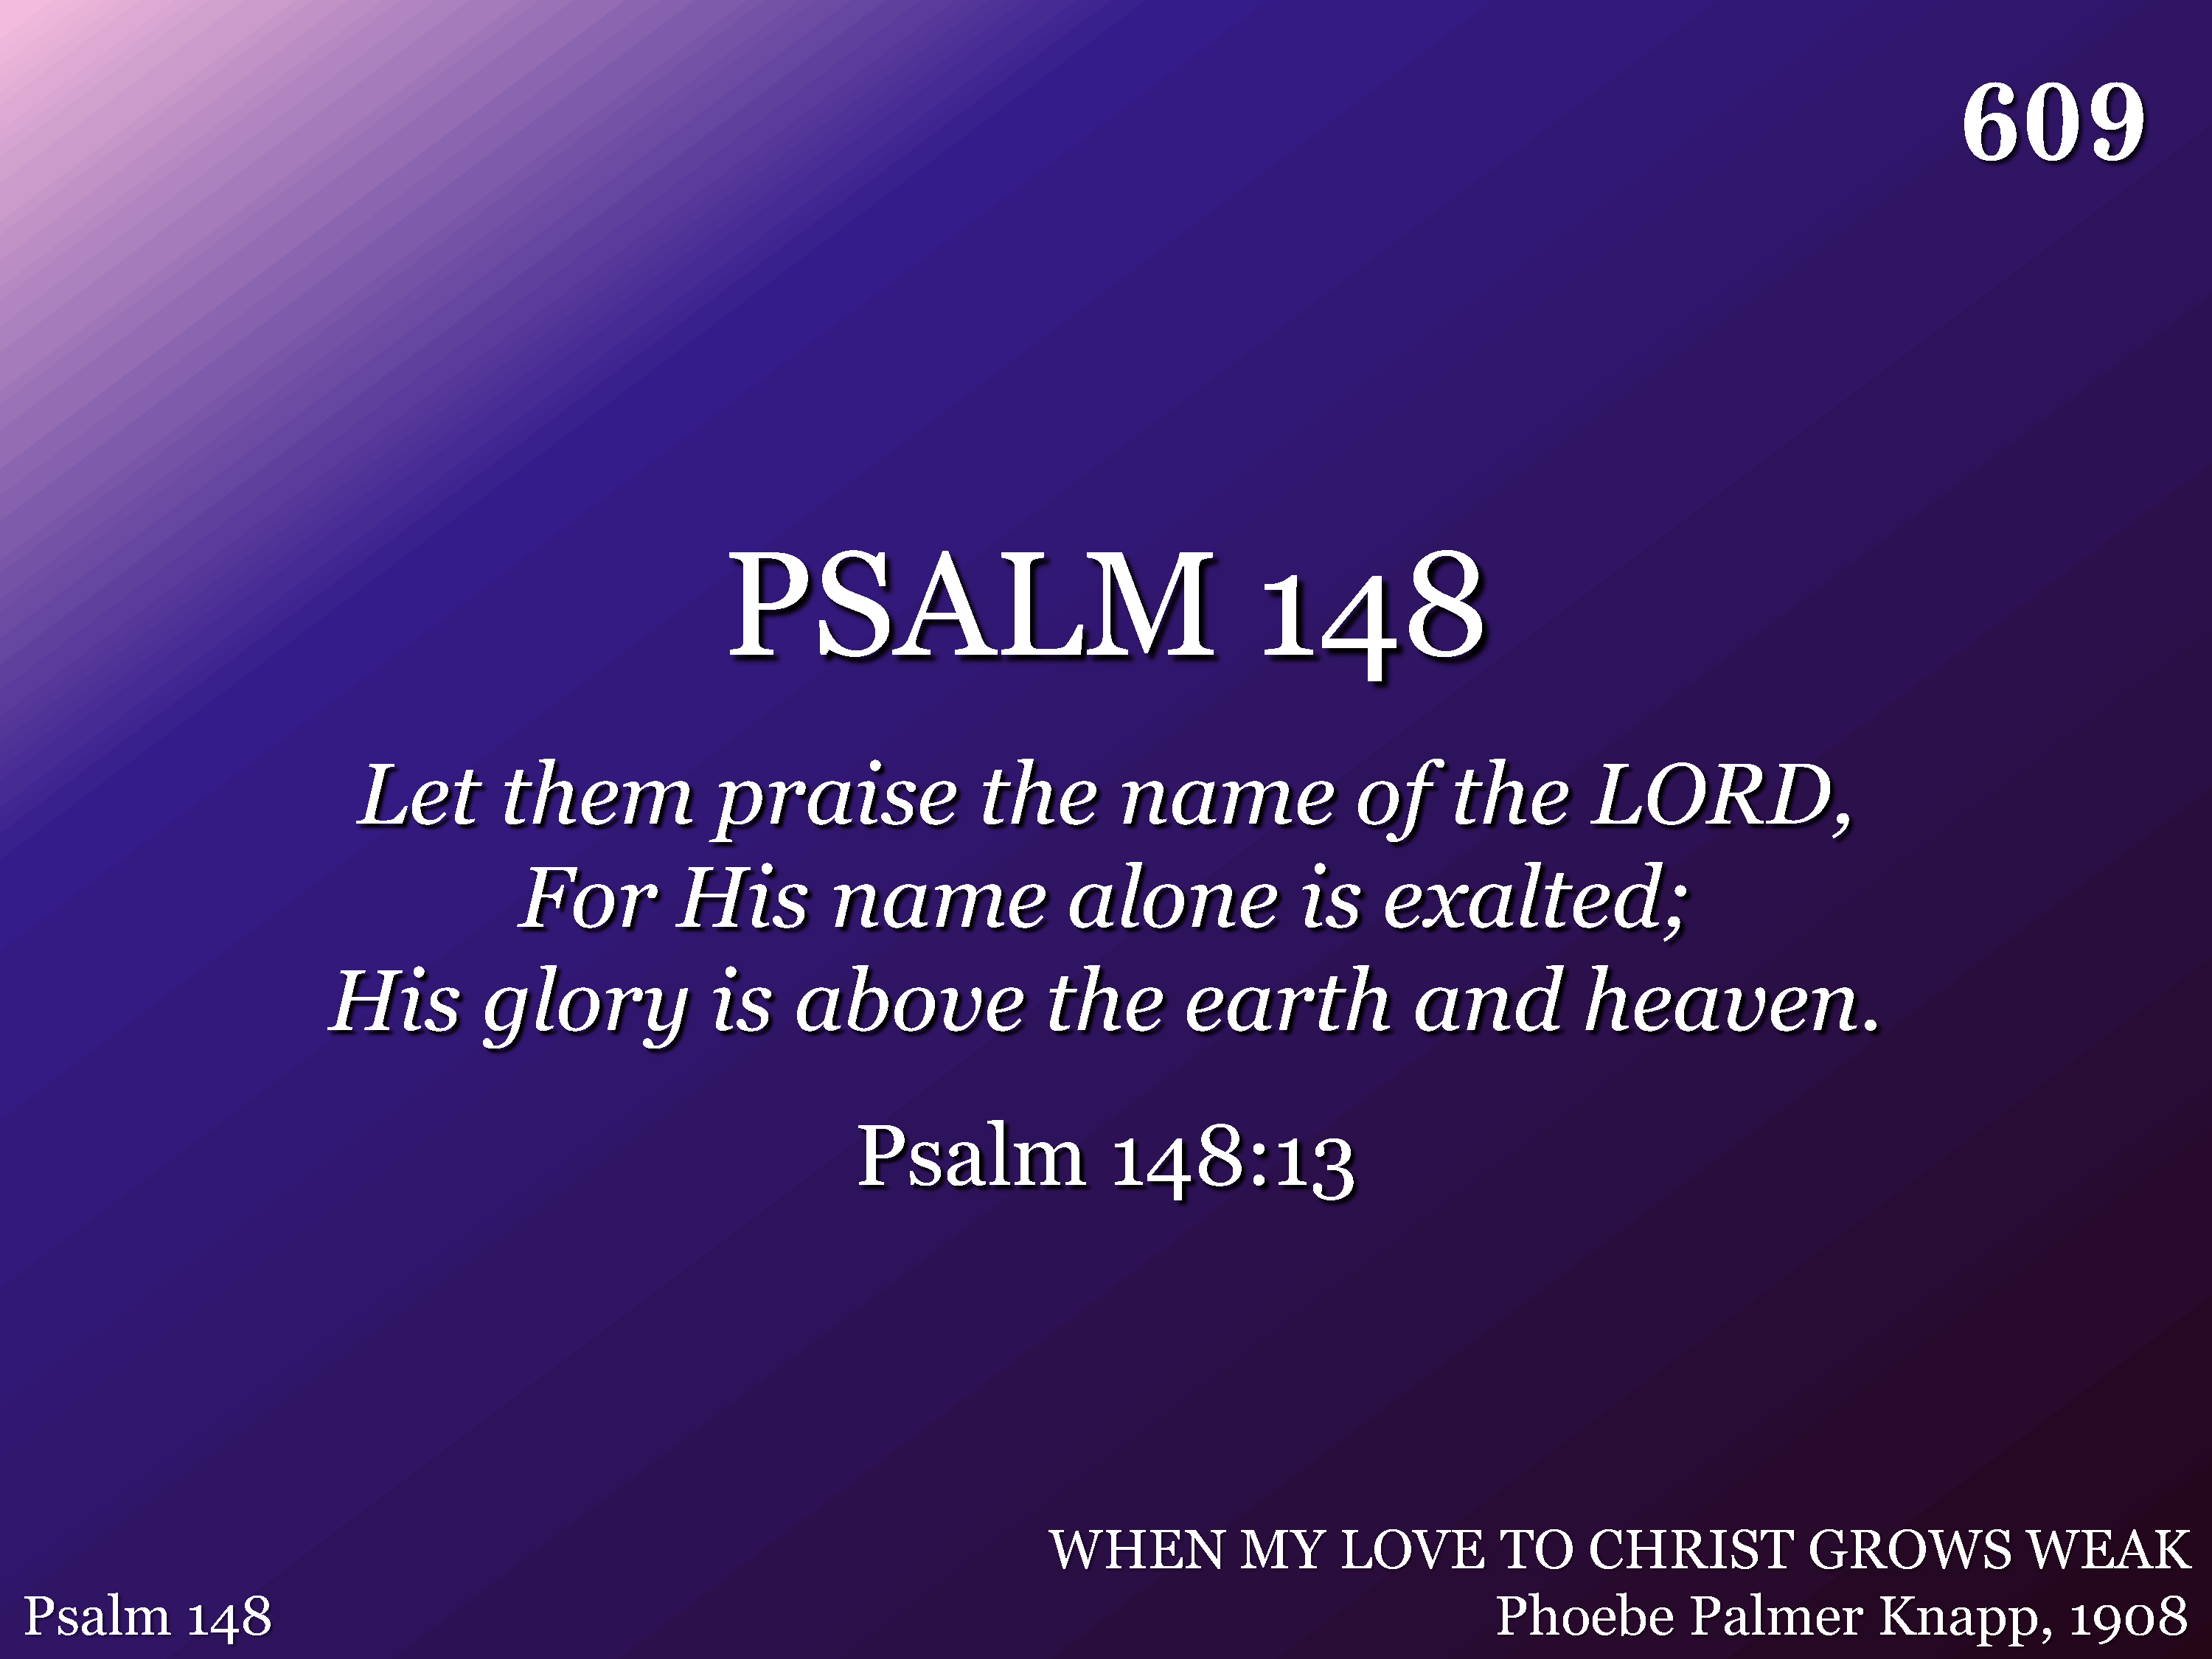 609
PSALM 148
Let them praise the name of the LORD,
For His name alone is exalted;
His glory is above the earth and heaven.
Psalm 148:13
WHEN MY LOVE TO CHRIST GROWS WEAK
Psalm 148
Phoebe Palmer Knapp, 1908